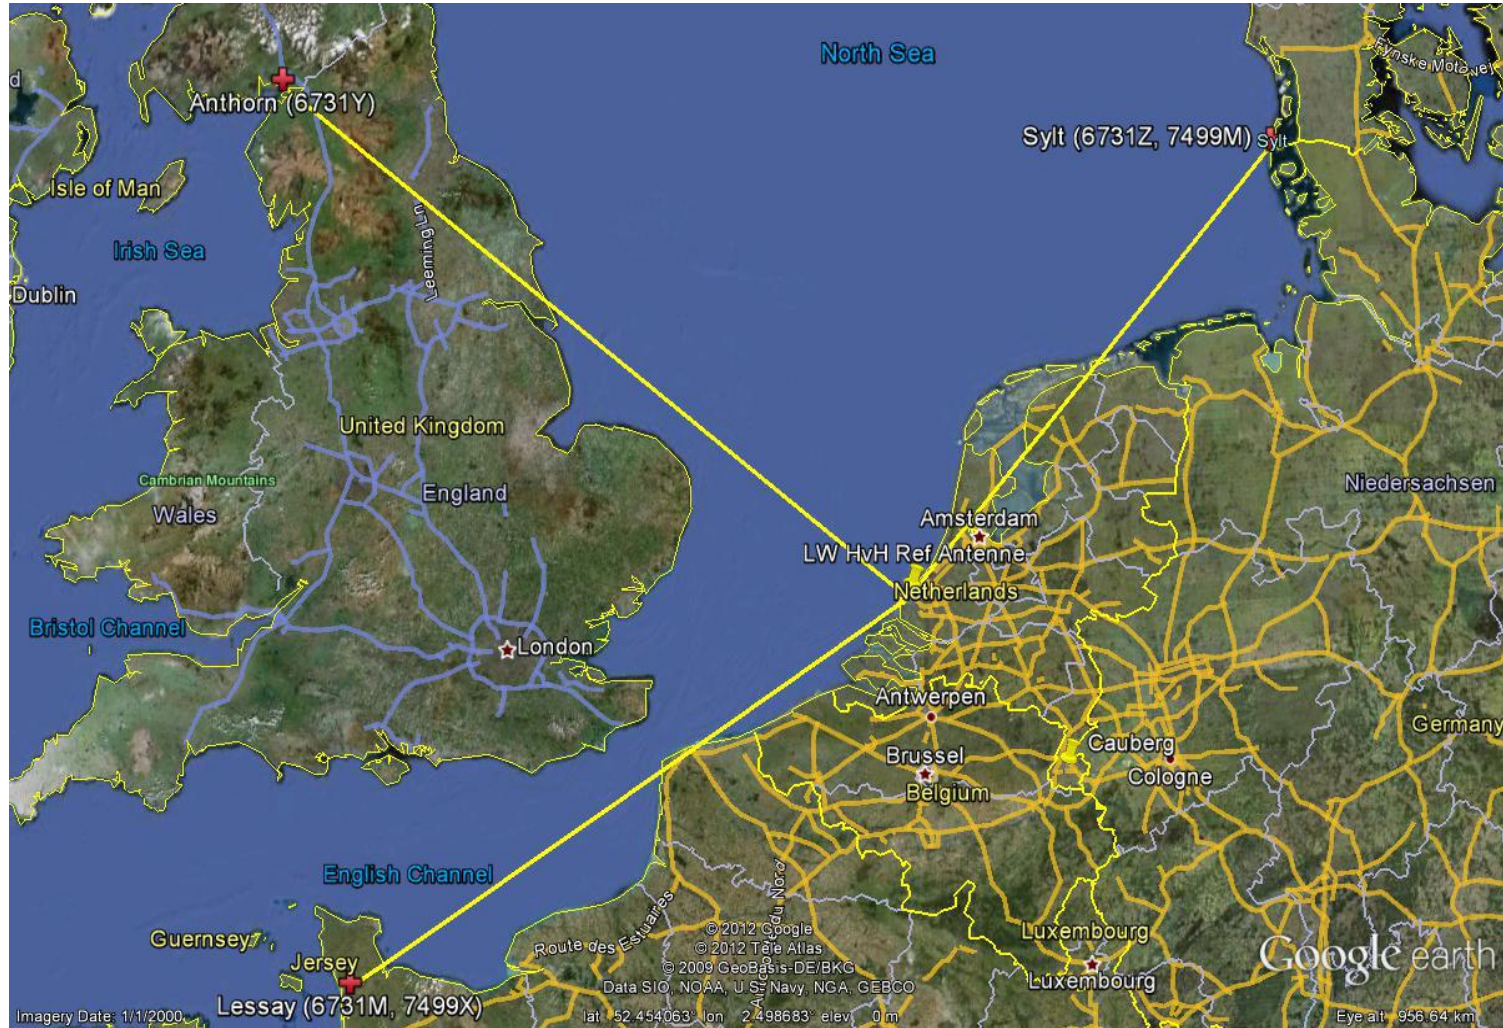 North Sea
Fynske Motovej
d
Anthorn (6731Y)
Sylt (6731Z, 7499M)
Sylt
Isle of Man
Leeming Ln
Irish Sea
Dublin
United Kingdom
Cambrian Mountains
England
Niedersachsen
Wales
Amsterdam
LW HvH Ref Antenne
Netherlands
Bristol Channel
London
Antwerpen
Germany
Cauberg
Brussel
Cologne
Belgium
English Channel
Route des Estuaires
du Nord
© 2012 Google
Luxembourg
Guernsey
© 2012 Tele Atlas
Jersey
© 2009 GeoBasis-DE/BKG
Google earth
Luxembourg
Data SIO, NOAA, U.S. Navy, NGA, GEBCO
Lessay (6731M, 7499X)
Imagery Date: 1/1/2000
lat 52.454063° lon 2.498683° elev 0 m
Eye alt 956.64 km